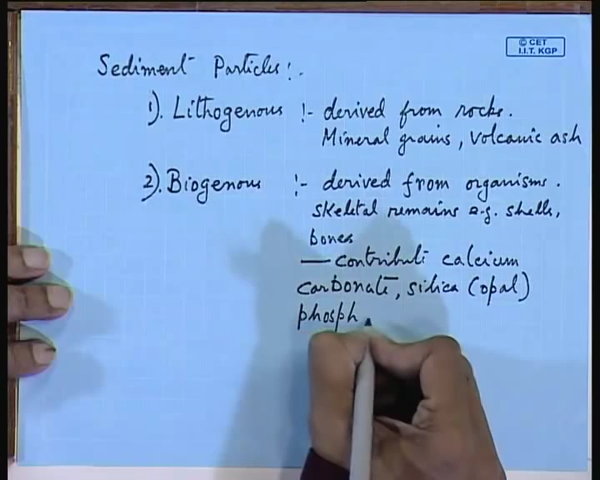 © CET
I.I.T. KGP
Sediment Particles :-
1). Lithogenous :- derived from rocks.
Mineral grains, Volcanic ash
2). Biogenous :- derived from organisms.
skeletal remains e.g. shells,
bones
— contribute calcium
carbonate, silica (opal)
phosph